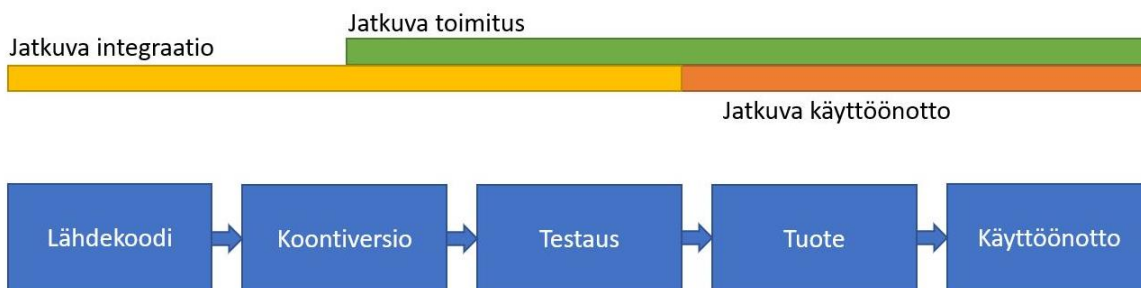 Jatkuva toimitus
Jatkuva integraatio
Jatkuva käyttöönotto
Lähdekoodi
Koontiversio
Testaus
Tuote
Käyttöönotto